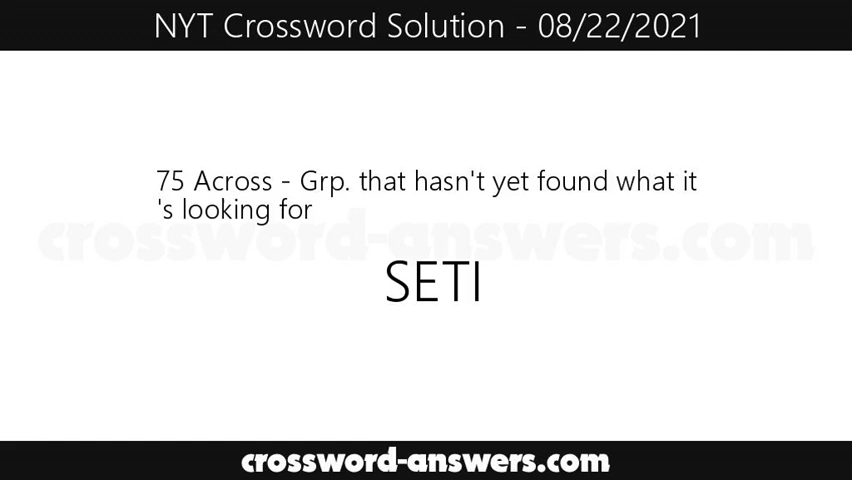 NYT Crossword Solution - 08/22/2021
75 Across - Grp. that hasn't yet found what it
's looking for
crossword-answers.com
SETI
crossword-answers.com